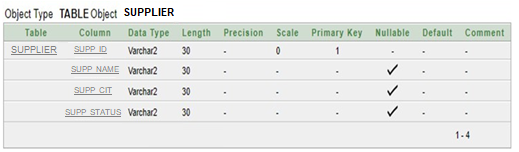 Object Type TABLE Object SUPPLIER
Table Column Data Type Length Precision Scale Primary Key Nullable Default Comment
SUPPLIER SUPP_ID Varchar2 30 - 0 1 - - -
SUPP_NAME Varchar2 30 - - - ✓ - -
SUPP_CIT Varchar2 30 - - - ✓ - -
SUPP_STATUS Varchar2 30 - - - ✓ - -
1 - 4